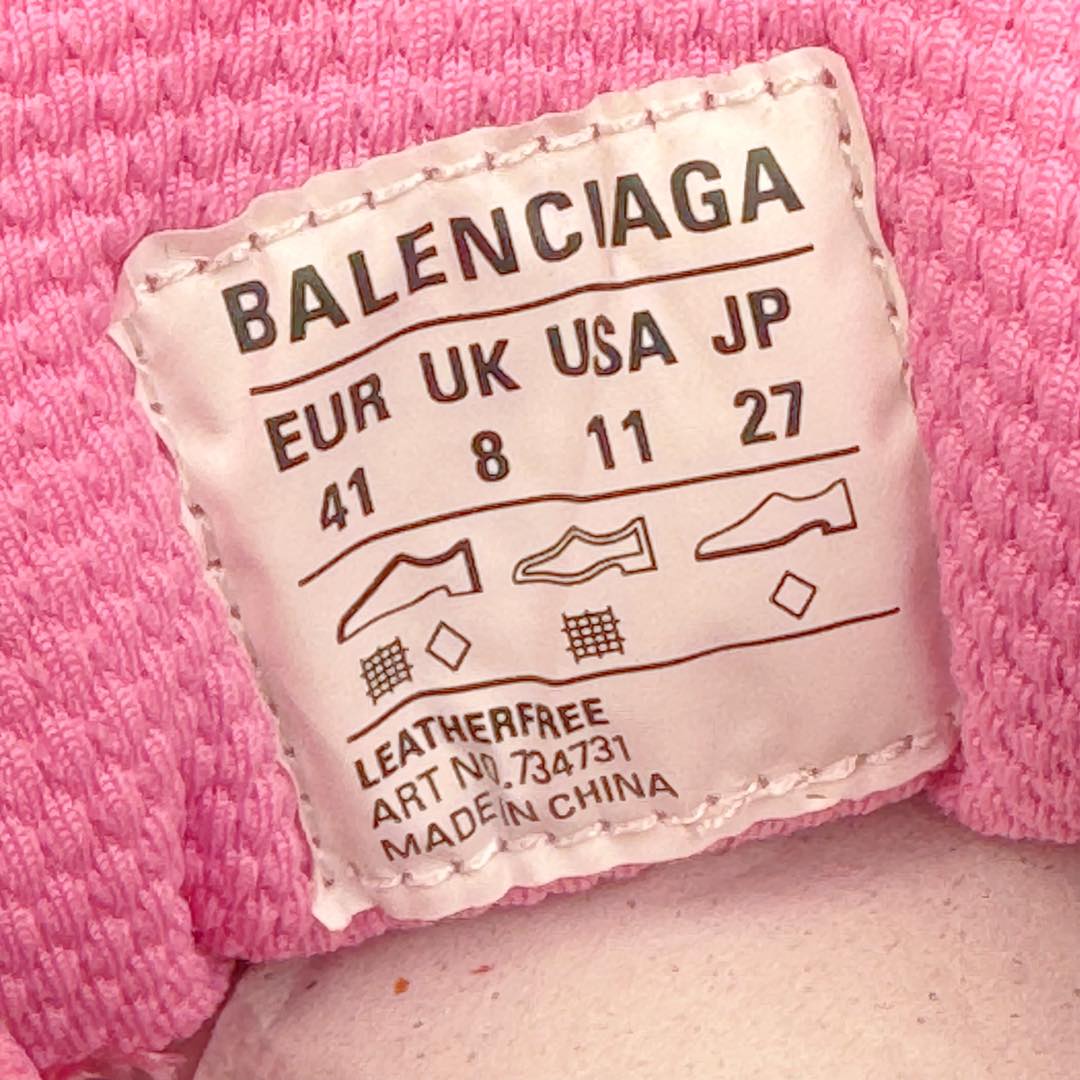 BALENCIAGA
EUR UK USA JP
41 8 11 27
LEATHERFREE
ART NO.734731
MADE IN CHINA